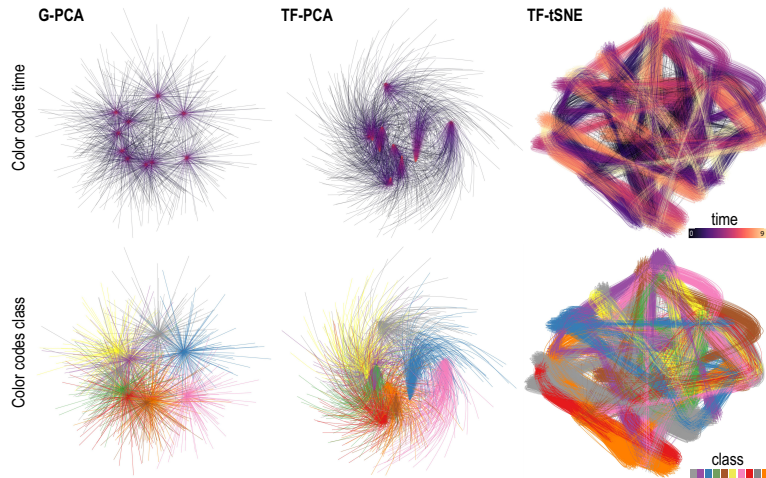 G-PCA
TF-PCA
TF-tSNE
Color codes time
time
0 9
Color codes class
class